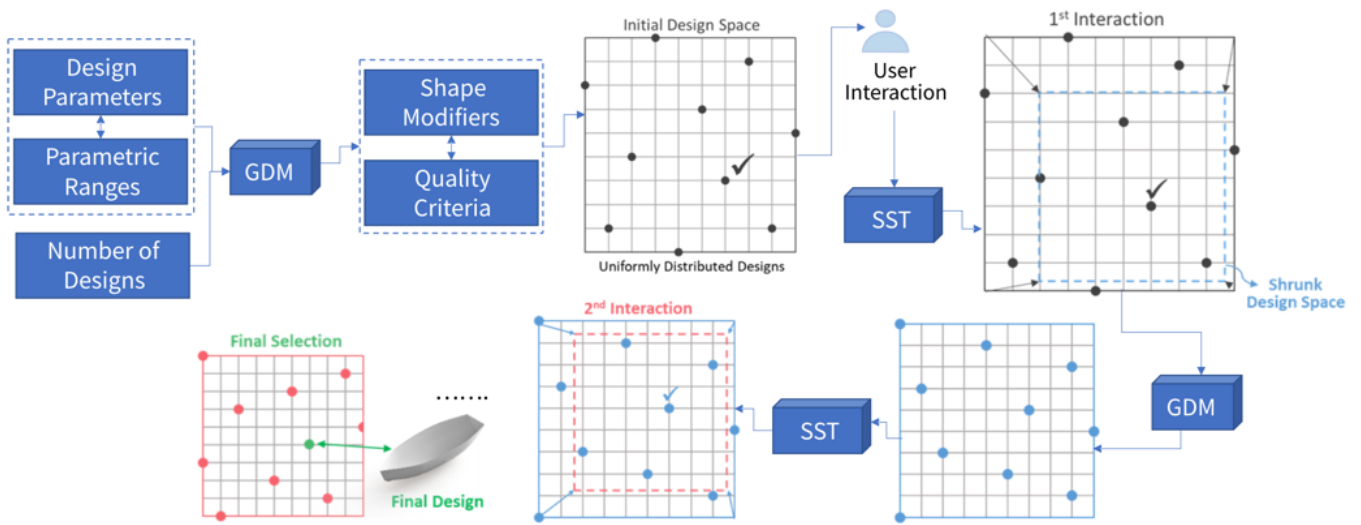 Design
Parameters
Parametric
Ranges
Number of
Designs
GDM
Shape
Modifiers
Quality
Criteria
Initial Design Space
Uniformly Distributed Designs
User
Interaction
SST
1st Interaction
Shrunk
Design Space
GDM
SST
2nd Interaction
Final Selection
.......
Final Design